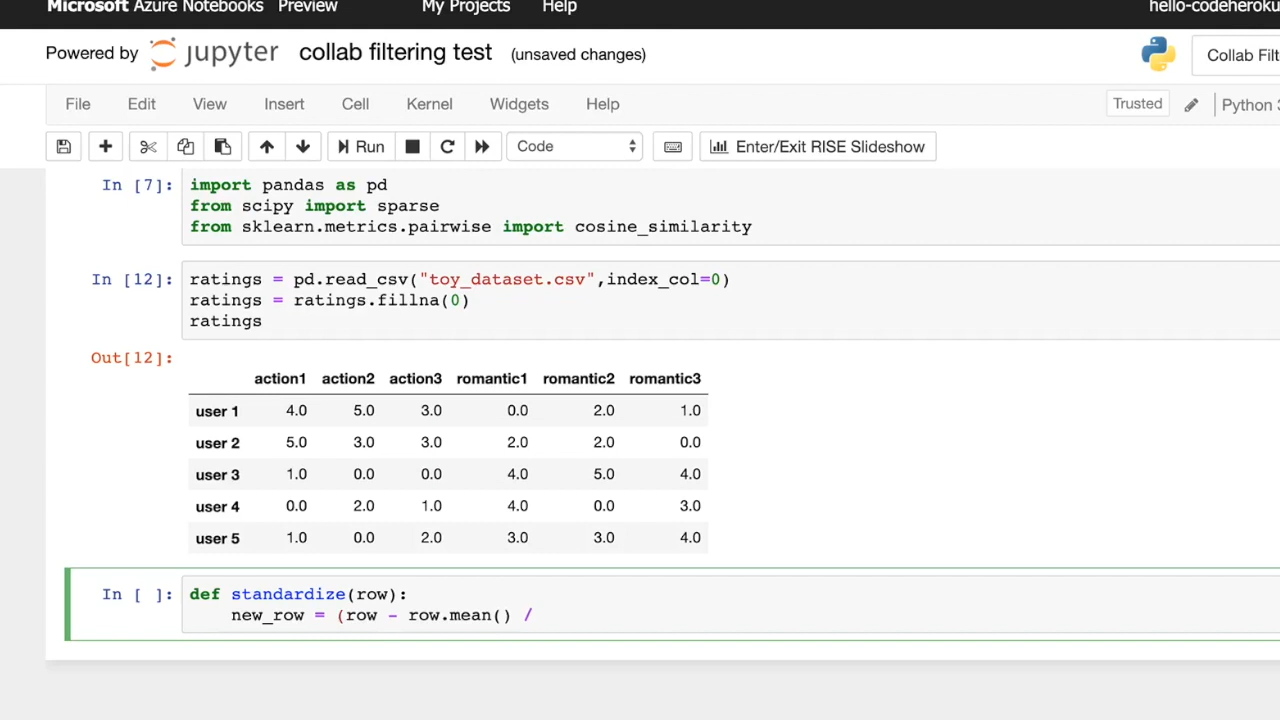 Microsoft Azure Notebooks Preview My Projects Help hello-codeheroku
Powered by jupyter collab filtering test (unsaved changes) Collab Filt
File Edit View Insert Cell Kernel Widgets Help Trusted Python 3
Run Code Enter/Exit RISE Slideshow
In [7]: import pandas as pd
from scipy import sparse
from sklearn.metrics.pairwise import cosine_similarity
In [12]: ratings = pd.read_csv("toy_dataset.csv",index_col=0)
ratings = ratings.fillna(0)
ratings
Out[12]:
action1 action2 action3 romantic1 romantic2 romantic3
user 1 4.0 5.0 3.0 0.0 2.0 1.0
user 2 5.0 3.0 3.0 2.0 2.0 0.0
user 3 1.0 0.0 0.0 4.0 5.0 4.0
user 4 0.0 2.0 1.0 4.0 0.0 3.0
user 5 1.0 0.0 2.0 3.0 3.0 4.0
In [ ]: def standardize(row):
new_row = (row - row.mean() /